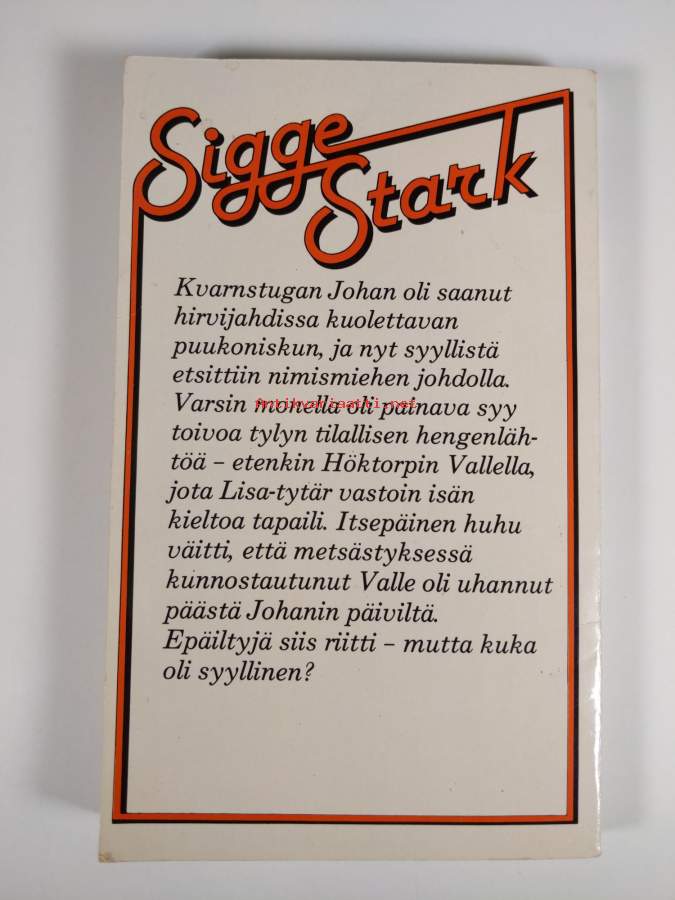 Sigge
Stark
Kvarnstugan Johan oli saanut
hirvijahdissa kuolettavan
puukoniskun, ja nyt syyllistä
etsittiin nimismiehen johdolla.
Antikvariaatti.net
Varsin monella oli painava syy
toivoa tylyn tilallisen hengenläh-
töä – etenkin Höktorpin Vallella,
jota Lisa-tytär vastoin isän
kieltoa tapaili. Itsepäinen huhu
väitti, että metsästyksessä
kunnostautunut Valle oli uhannut
päästä Johanin päiviltä.
Epäiltyjä siis riitti – mutta kuka
oli syyllinen?